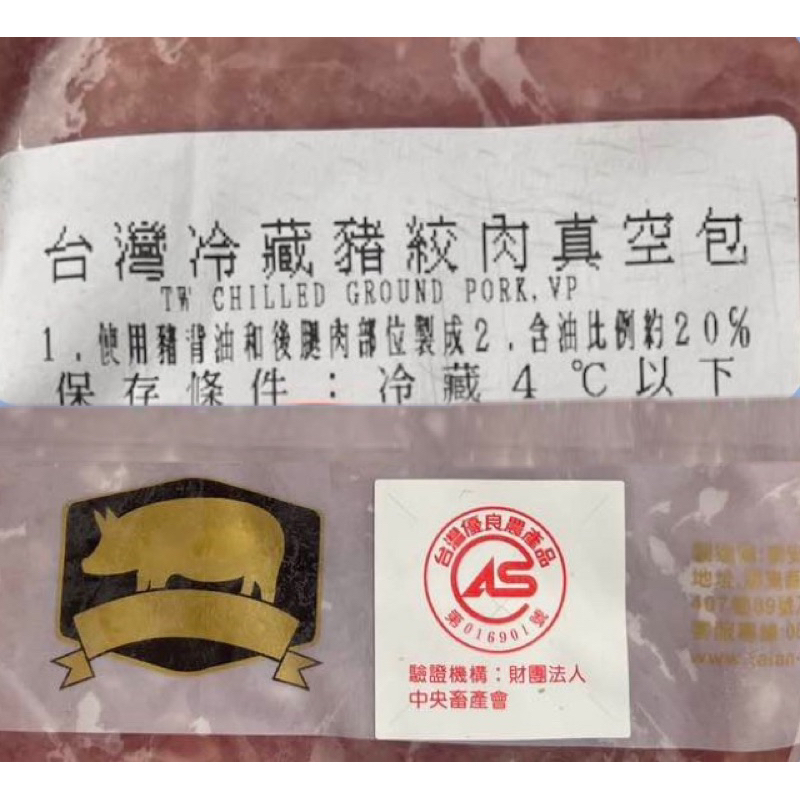 台灣冷藏豬絞肉真空包
TW CHILLED GROUND PORK,VP
1.使用豬背油和後腿肉部位製成2.含油比例約20%
保存條件:冷藏4℃以下
台灣優良農產品
CAS
第016901號
驗證機構：財團法人
中央畜產會
地址